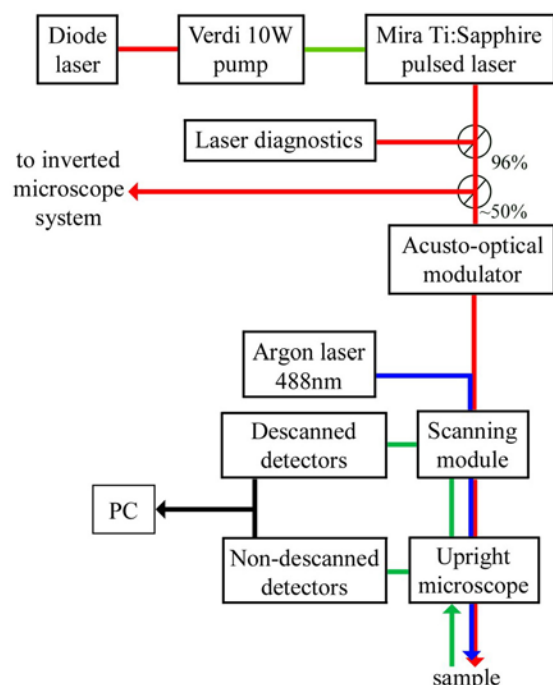 Diode
laser
Verdi 10W
pump
Mira Ti:Sapphire
pulsed laser
Laser diagnostics
96%
to inverted
microscope
system
~50%
Acusto-optical
modulator
Argon laser
488nm
Descanned
detectors
Scanning
module
PC
Non-descanned
detectors
Upright
microscope
sample